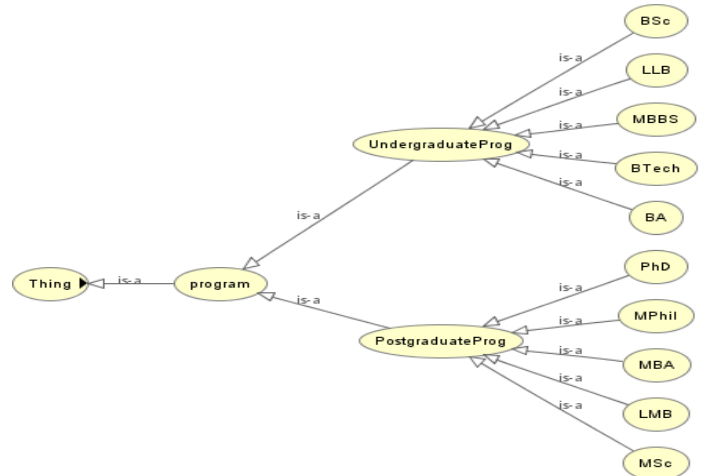 BSc
is-a
LLB
is-a
MBBS
is-a
UndergraduateProg
BTech
is-a
is-a
BA
is-a
PhD
Thing
is-a
program
is-a
is-a
MPhil
is-a
PostgraduateProg
MBA
is-a
is-a
LMB
is-a
MSc